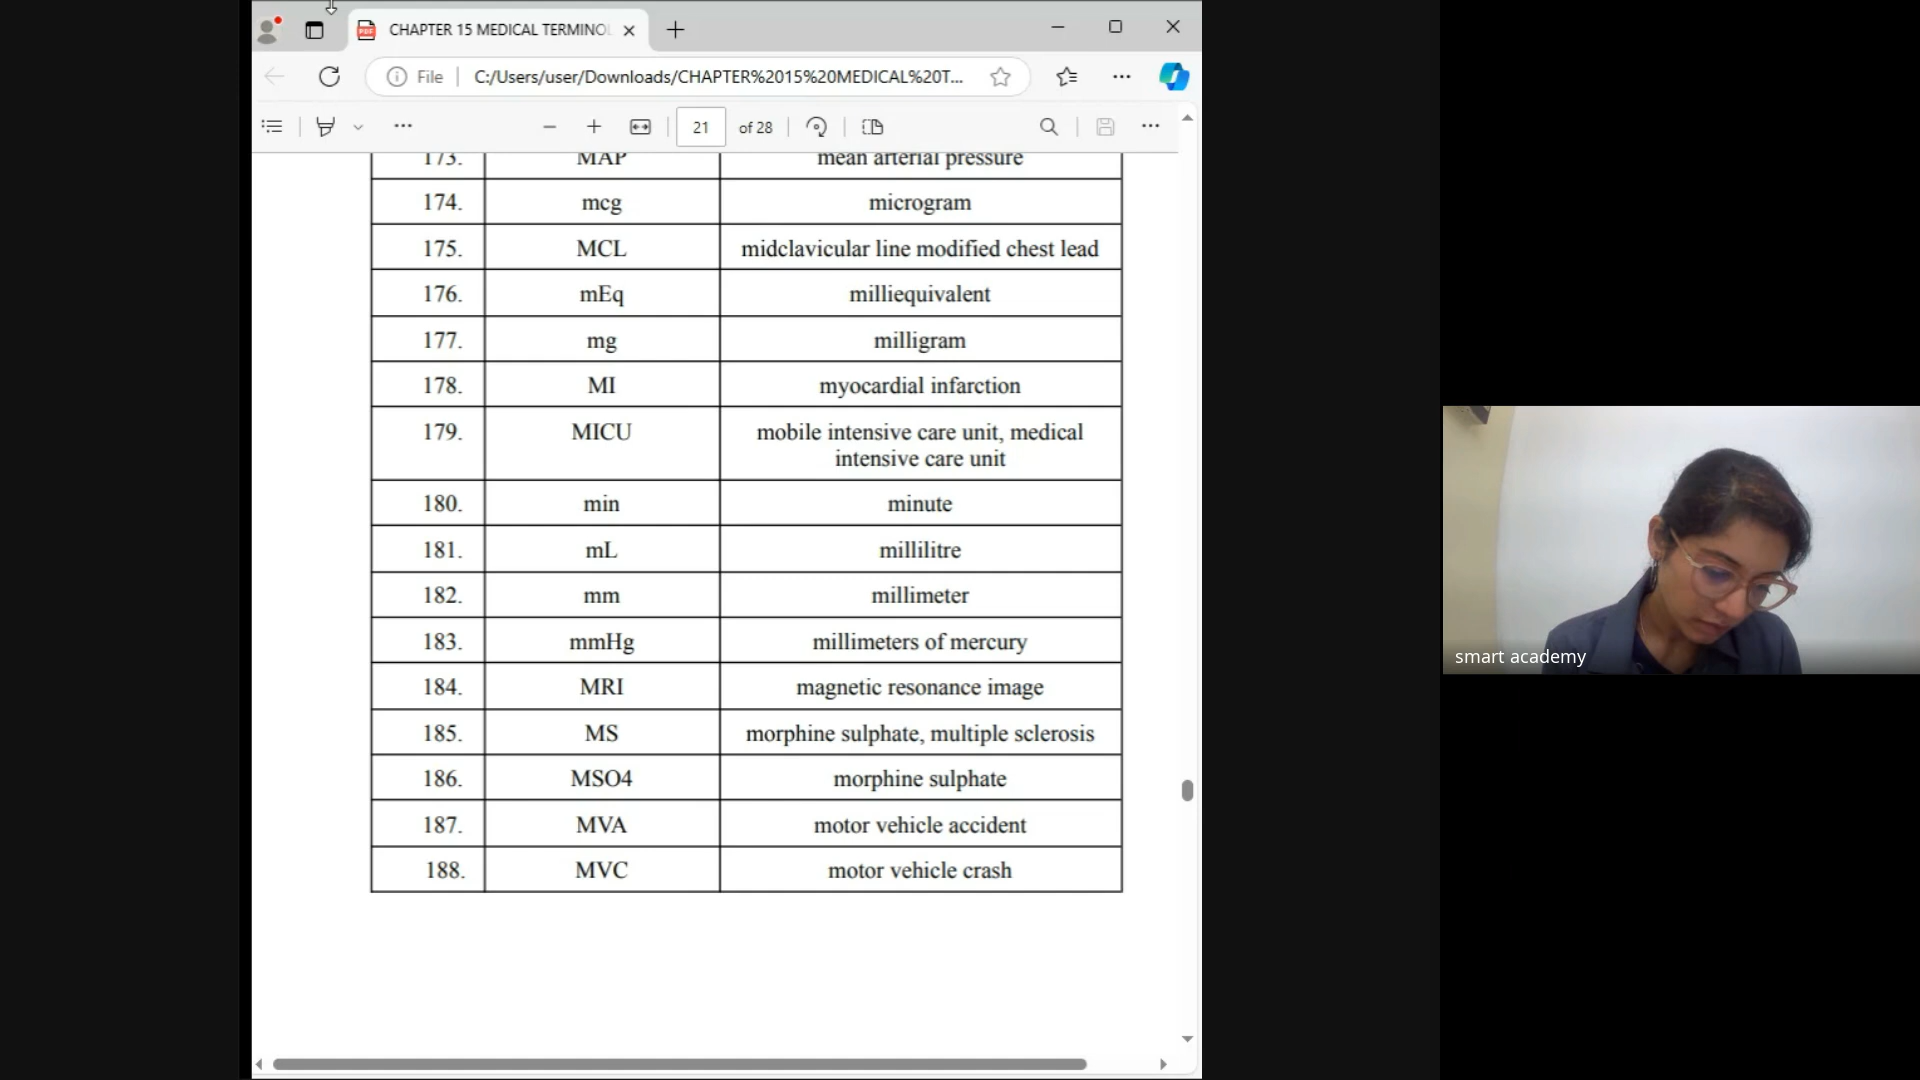 CHAPTER 15 MEDICAL TERMINOL
File C:/Users/user/Downloads/CHAPTER%2015%20MEDICAL%20T...
21 of 28
173. MAP mean arterial pressure
174. mcg microgram
175. MCL midclavicular line modified chest lead
176. mEq milliequivalent
177. mg milligram
178. MI myocardial infarction
179. MICU mobile intensive care unit, medical
intensive care unit
180. min minute
181. mL millilitre
182. mm millimeter
183. mmHg millimeters of mercury
184. MRI magnetic resonance image
185. MS morphine sulphate, multiple sclerosis
186. MSO4 morphine sulphate
187. MVA motor vehicle accident
188. MVC motor vehicle crash
smart academy